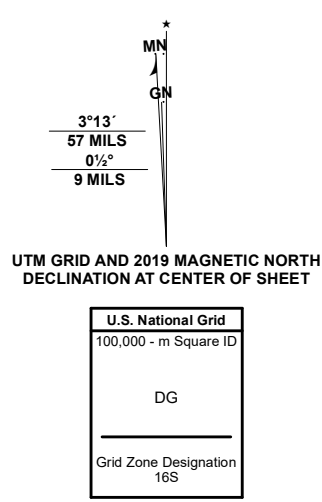 MN
GN
3°13´
57 MILS
0½°
9 MILS
UTM GRID AND 2019 MAGNETIC NORTH
DECLINATION AT CENTER OF SHEET
U.S. National Grid
100,000 - m Square ID
DG
Grid Zone Designation
16S